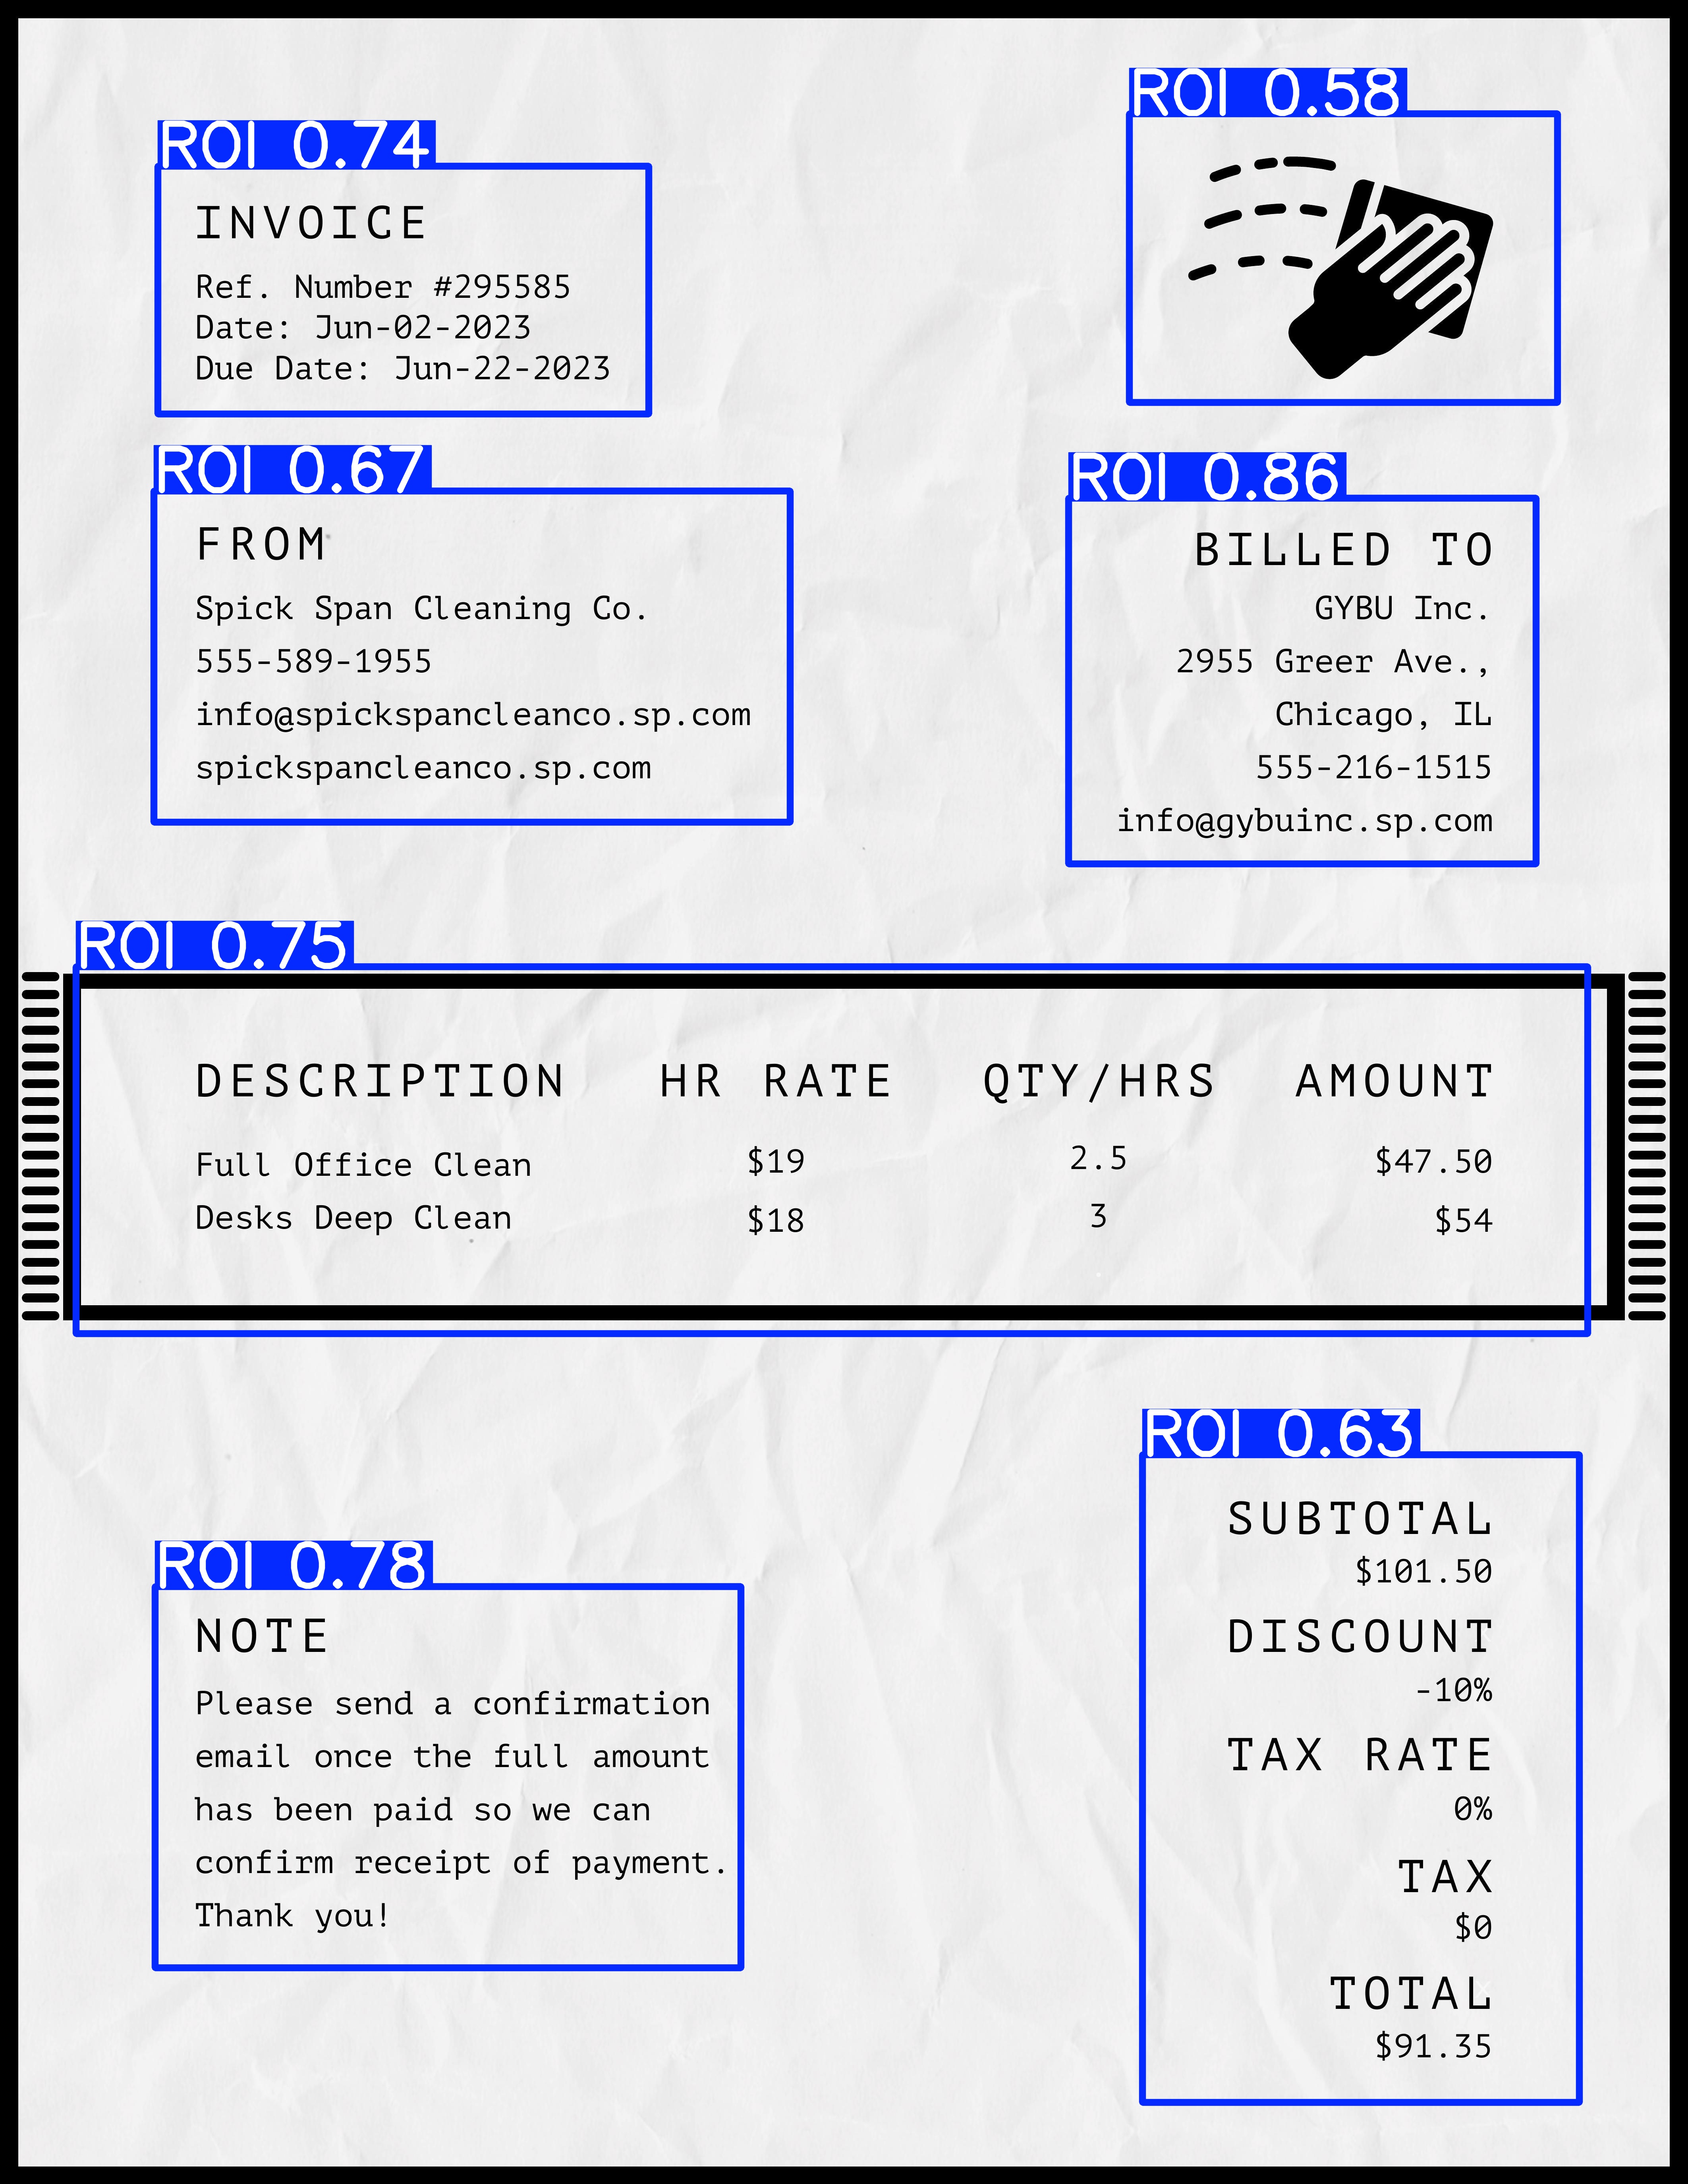 ROI 0.58
ROI 0.74
INVOICE
Ref. Number #295585
Date: Jun-02-2023
Due Date: Jun-22-2023
ROI 0.67
FROM
Spick Span Cleaning Co.
555-589-1955
info@spickspancleanco.sp.com
spickspancleanco.sp.com
ROI 0.86
BILLED TO
GYBU Inc.
2955 Greer Ave.,
Chicago, IL
555-216-1515
info@gybuinc.sp.com
ROI 0.75
DESCRIPTION HR RATE QTY/HRS AMOUNT
Full Office Clean $19 2.5 $47.50
Desks Deep Clean $18 3 $54
ROI 0.63
SUBTOTAL
$101.50
DISCOUNT
-10%
TAX RATE
0%
TAX
$0
TOTAL
$91.35
ROI 0.78
NOTE
Please send a confirmation
email once the full amount
has been paid so we can
confirm receipt of payment.
Thank you!